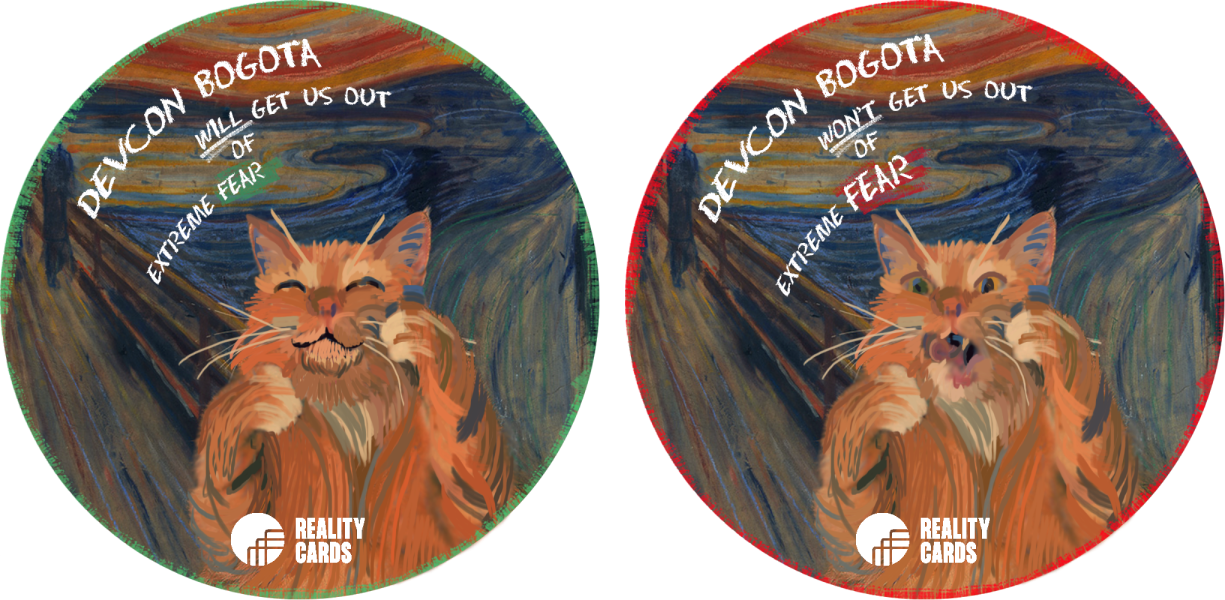 DEVCON BOGOTA
WILL GET US OUT
OF
EXTREME FEAR
REALITY
CARDS
DEVCON BOGOTA
WON'T GET US OUT
OF
EXTREME FEAR
REALITY
CARDS